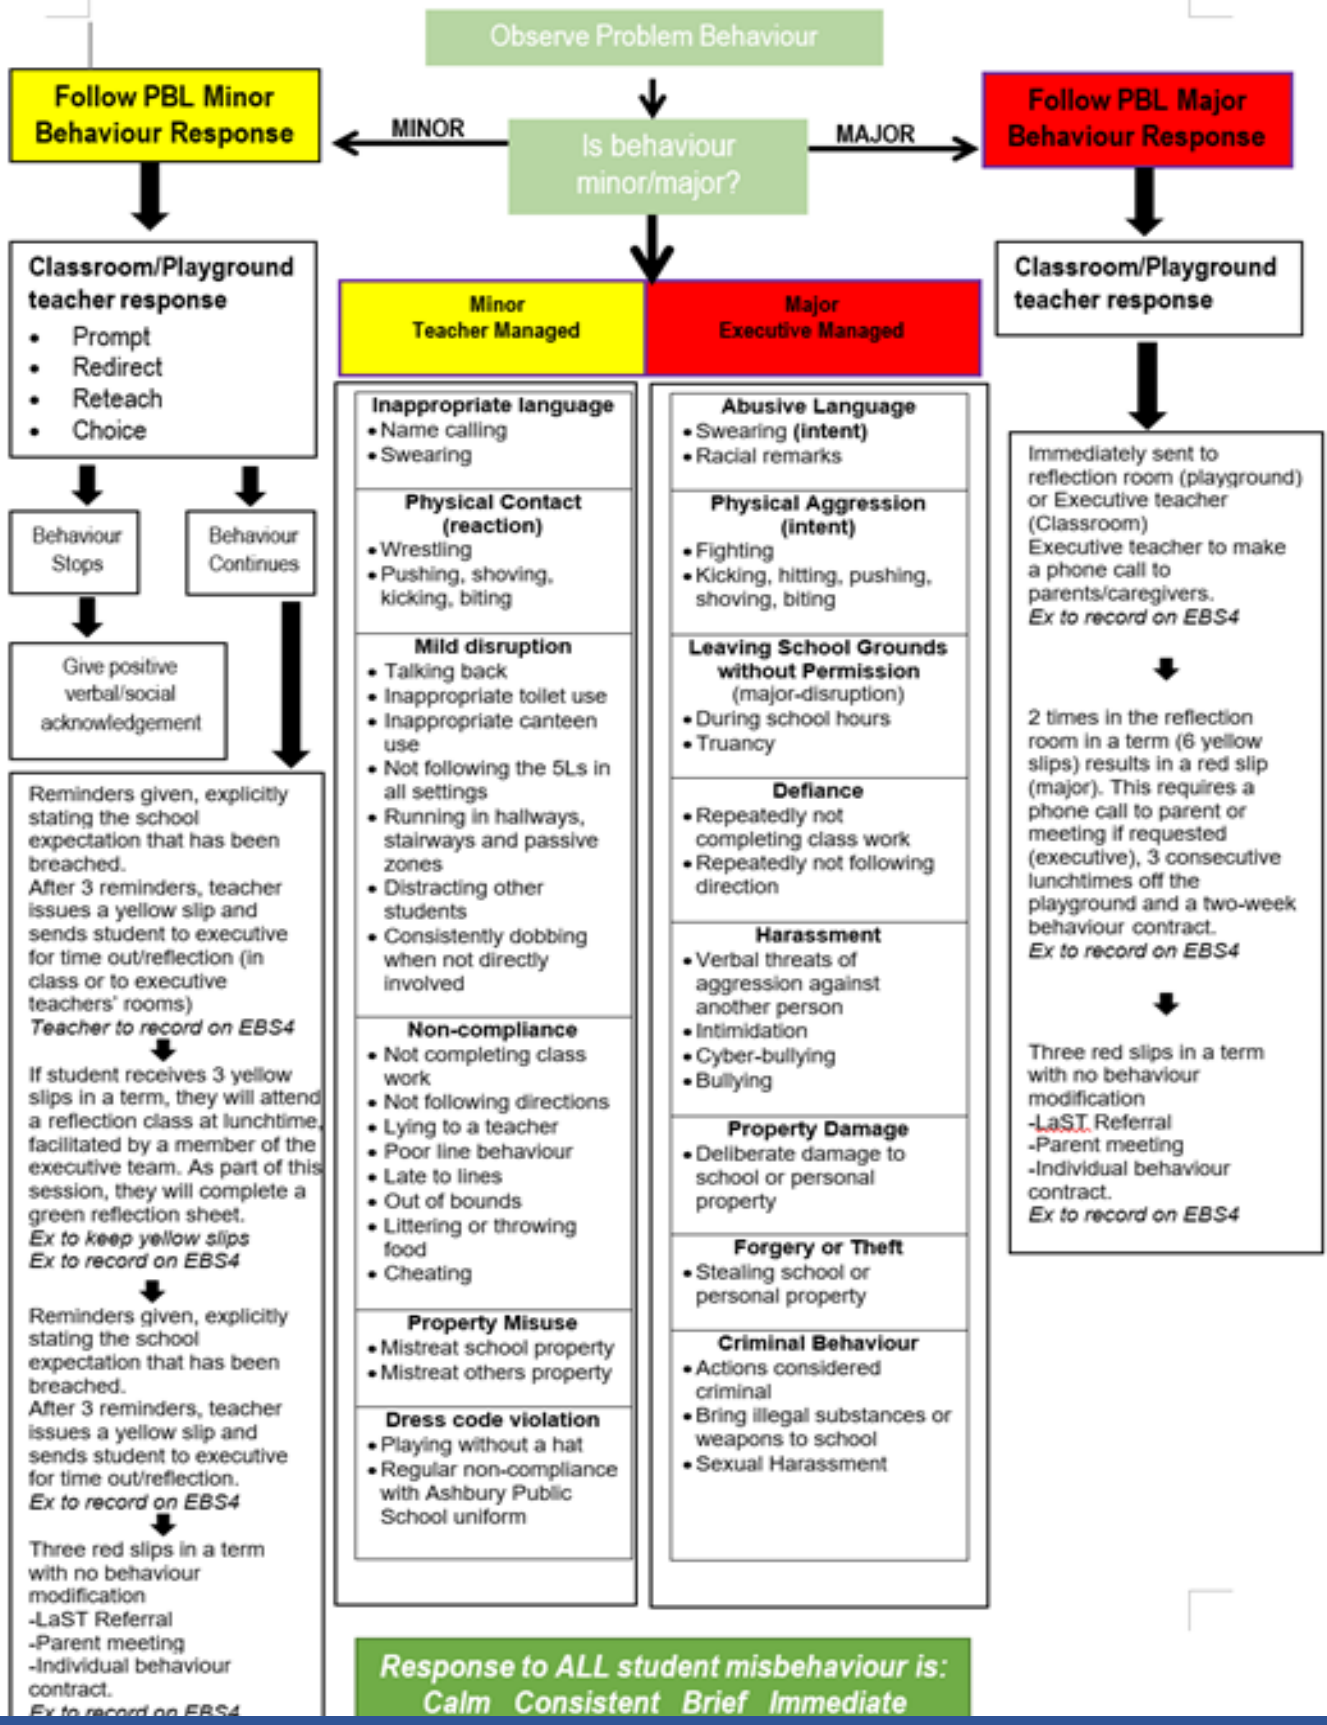 Observe Problem Behaviour
Follow PBL Minor
Behaviour Response
MINOR
Is behaviour
minor/major?
MAJOR
Follow PBL Major
Behaviour Response
Classroom/Playground
teacher response
• Prompt
• Redirect
• Reteach
• Choice
Behaviour
Stops
Behaviour
Continues
Give positive
verbal/social
acknowledgement
Reminders given, explicitly
stating the school
expectation that has been
breached.
After 3 reminders, teacher
issues a yellow slip and
sends student to executive
for time out/reflection (in
class or to executive
teachers' rooms)
Teacher to record on EBS4
If student receives 3 yellow
slips in a term, they will attend
a reflection class at lunchtime,
facilitated by a member of the
executive team. As part of this
session, they will complete a
green reflection sheet.
Ex to keep yellow slips
Ex to record on EBS4
Reminders given, explicitly
stating the school
expectation that has been
breached.
After 3 reminders, teacher
issues a yellow slip and
sends student to executive
for time out/reflection.
Ex to record on EBS4
Three red slips in a term
with no behaviour
modification
-LaST Referral
-Parent meeting
-Individual behaviour
contract.
Ex to record on EBS4
Minor
Teacher Managed
Inappropriate language
• Name calling
• Swearing
Physical Contact
(reaction)
• Wrestling
• Pushing, shoving,
kicking, biting
Mild disruption
• Talking back
• Inappropriate toilet use
• Inappropriate canteen
use
• Not following the 5Ls in
all settings
• Running in hallways,
stairways and passive
zones
• Distracting other
students
• Consistently dobbing
when not directly
involved
Non-compliance
• Not completing class
work
• Not following directions
• Lying to a teacher
• Poor line behaviour
• Late to lines
• Out of bounds
• Littering or throwing
food
• Cheating
Property Misuse
• Mistreat school property
• Mistreat others property
Dress code violation
• Playing without a hat
• Regular non-compliance
with Ashbury Public
School uniform
Major
Executive Managed
Abusive Language
• Swearing (intent)
• Racial remarks
Physical Aggression
(intent)
• Fighting
• Kicking, hitting, pushing,
shoving, biting
Leaving School Grounds
without Permission
(major-disruption)
• During school hours
• Truancy
Defiance
• Repeatedly not
completing class work
• Repeatedly not following
direction
Harassment
• Verbal threats of
aggression against
another person
• Intimidation
• Cyber-bullying
• Bullying
Property Damage
• Deliberate damage to
school or personal
property
Forgery or Theft
• Stealing school or
personal property
Criminal Behaviour
• Actions considered
criminal
• Bring illegal substances or
weapons to school
• Sexual Harassment
Classroom/Playground
teacher response
Immediately sent to
reflection room (playground)
or Executive teacher
(Classroom)
Executive teacher to make
a phone call to
parents/caregivers.
Ex to record on EBS4
2 times in the reflection
room in a term (6 yellow
slips) results in a red slip
(major). This requires a
phone call to parent or
meeting if requested
(executive), 3 consecutive
lunchtimes off the
playground and a two-week
behaviour contract.
Ex to record on EBS4
Three red slips in a term
with no behaviour
modification
-LaST Referral
-Parent meeting
-Individual behaviour
contract.
Ex to record on EBS4
Response to ALL student misbehaviour is:
Calm Consistent Brief Immediate